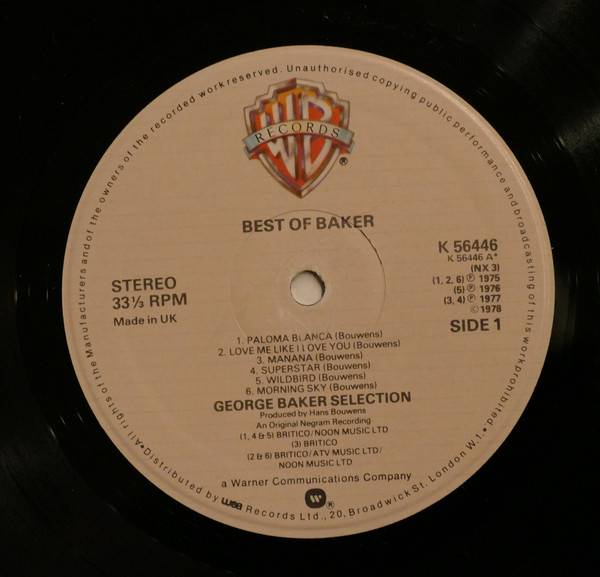 All rights of the Manufacturers and of the owners of the recorded work reserved. Unauthorised copying public performance and broadcasting of this work prohibited
WB
RECORDS
®
BEST OF BAKER
K 56446
K 56446 A*
(NX 3)
(1, 2, 6) ℗ 1975
(5) ℗ 1976
(3, 4) ℗ 1977
© 1978
SIDE 1
STEREO
33⅓ RPM
Made in UK
1. PALOMA BLANCA (Bouwens)
2. LOVE ME LIKE I LOVE YOU (Bouwens)
3. MANANA (Bouwens)
4. SUPERSTAR (Bouwens)
5. WILDBIRD (Bouwens)
6. MORNING SKY (Bouwens)
GEORGE BAKER SELECTION
Produced by Hans Bouwens
An Original Negram Recording
(1, 4 & 5) BRITICO/NOON MUSIC LTD
(3) BRITICO
(2 & 6) BRITICO/ATV MUSIC LTD/
NOON MUSIC LTD
a Warner Communications Company
®
•Distributed by wea Records Ltd., 20, Broadwick St. London W.1.•